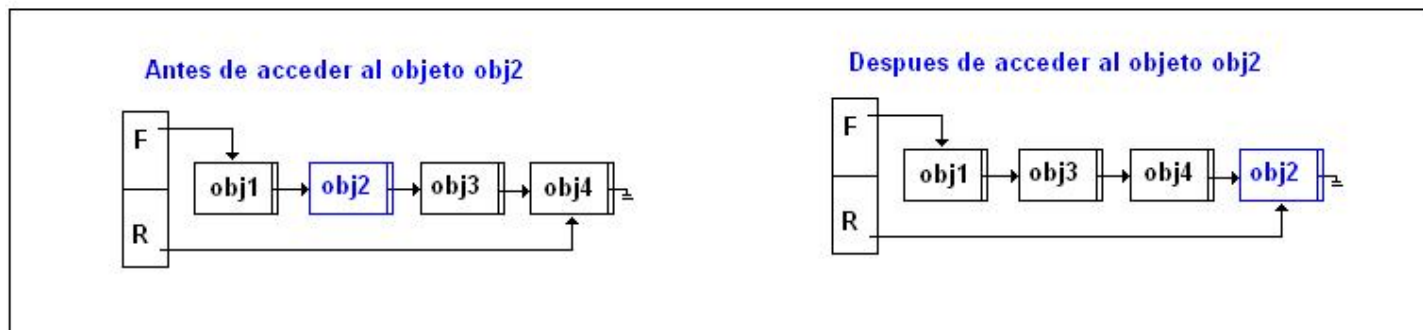 Antes de acceder al objeto obj2
F
obj1 obj2 obj3 obj4
R
Despues de acceder al objeto obj2
F
obj1 obj3 obj4 obj2
R